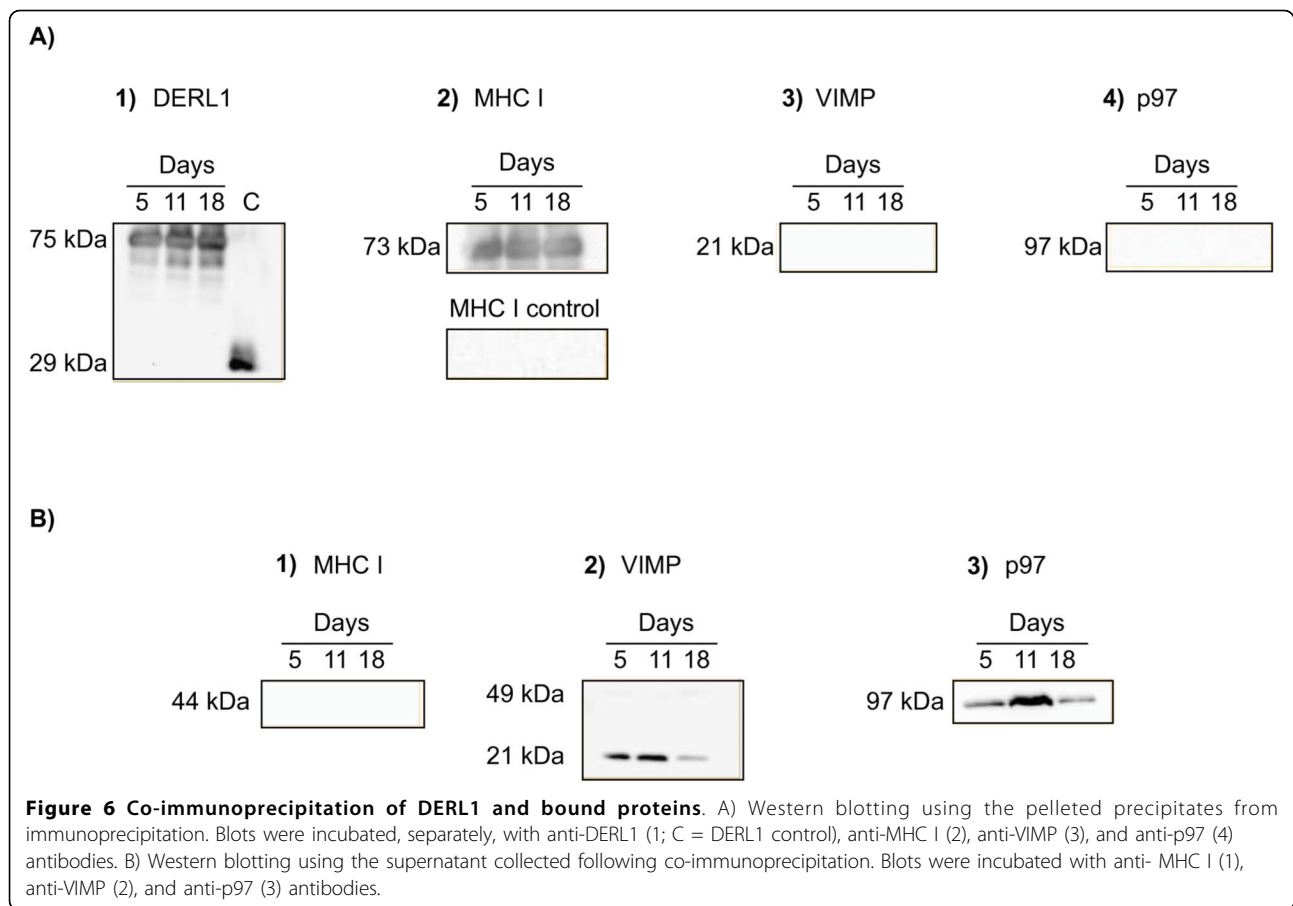 A)
1) DERL1
2) MHC I
3) VIMP
4) p97
Days
5 11 18 C
75 kDa
29 kDa
Days
5 11 18
73 kDa
MHC I control
Days
5 11 18
21 kDa
Days
5 11 18
97 kDa
B)
1) MHC I
2) VIMP
3) p97
Days
5 11 18
44 kDa
Days
5 11 18
49 kDa
21 kDa
Days
5 11 18
97 kDa
Figure 6 Co-immunoprecipitation of DERL1 and bound proteins. A) Western blotting using the pelleted precipitates from
immunoprecipitation. Blots were incubated, separately, with anti-DERL1 (1; C = DERL1 control), anti-MHC I (2), anti-VIMP (3), and anti-p97 (4)
antibodies. B) Western blotting using the supernatant collected following co-immunoprecipitation. Blots were incubated with anti- MHC I (1),
anti-VIMP (2), and anti-p97 (3) antibodies.